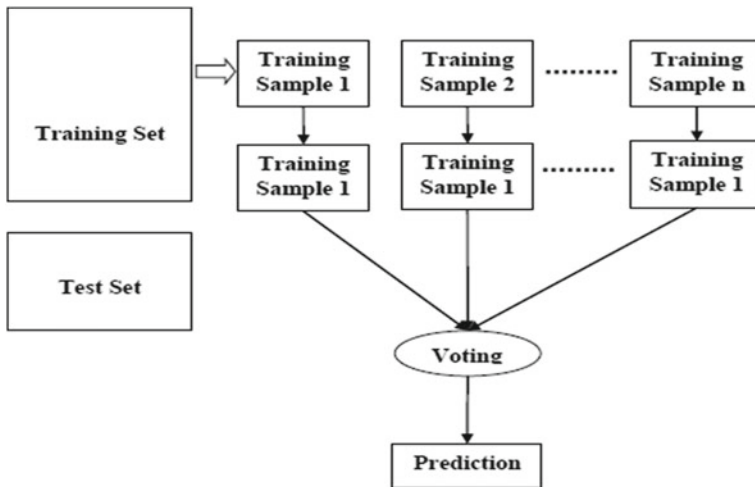 Training Set
Training
Sample 1
Training
Sample 2
Training
Sample n
Training
Sample 1
Training
Sample 1
Training
Sample 1
Test Set
Voting
Prediction